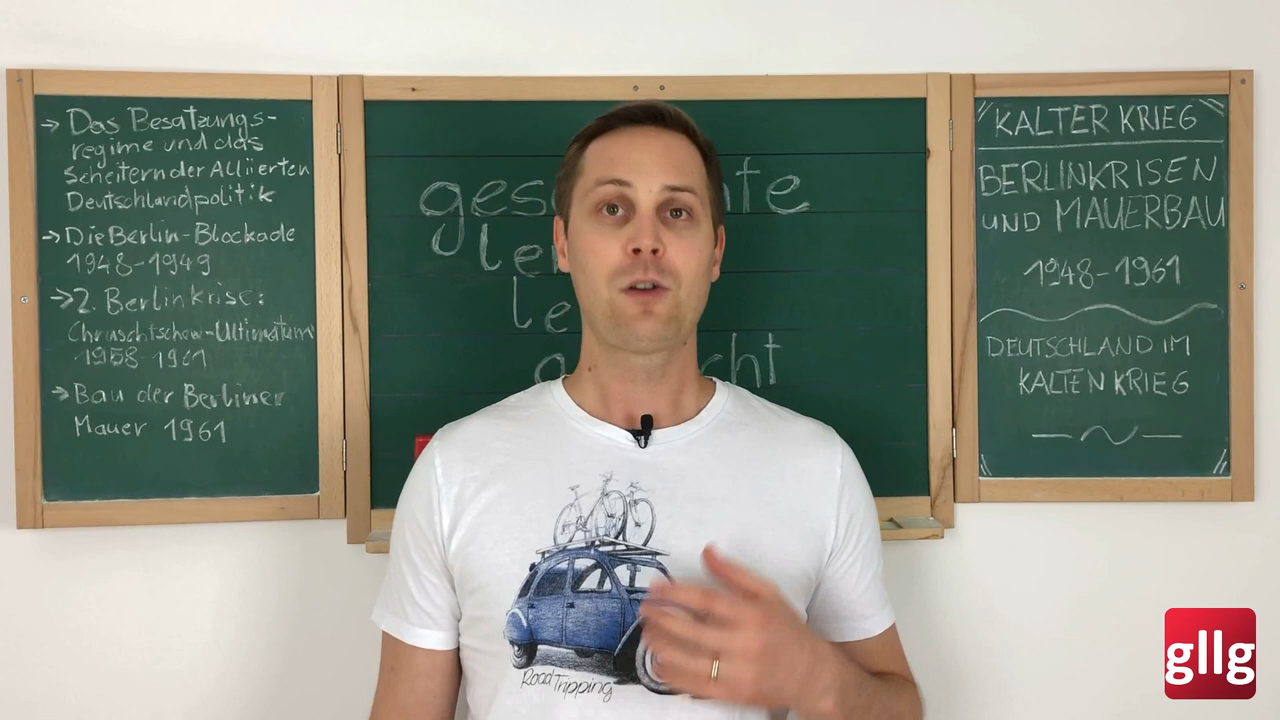 → Das Besatzungs-
regime und das
Scheitern der Alliierten
Deutschlandpolitik
→ Die Berlin-Blockade
1948-1949
→ 2. Berlinkrise:
Chruschtschow-Ultimatum
1958-1961
→ Bau der Berliner
Mauer 1961
"KALTER KRIEG"
BERLINKRISEN
UND MAUERBAU
1948-1961
DEUTSCHLAND IM
KALTEN KRIEG
Road Tripping
gllg